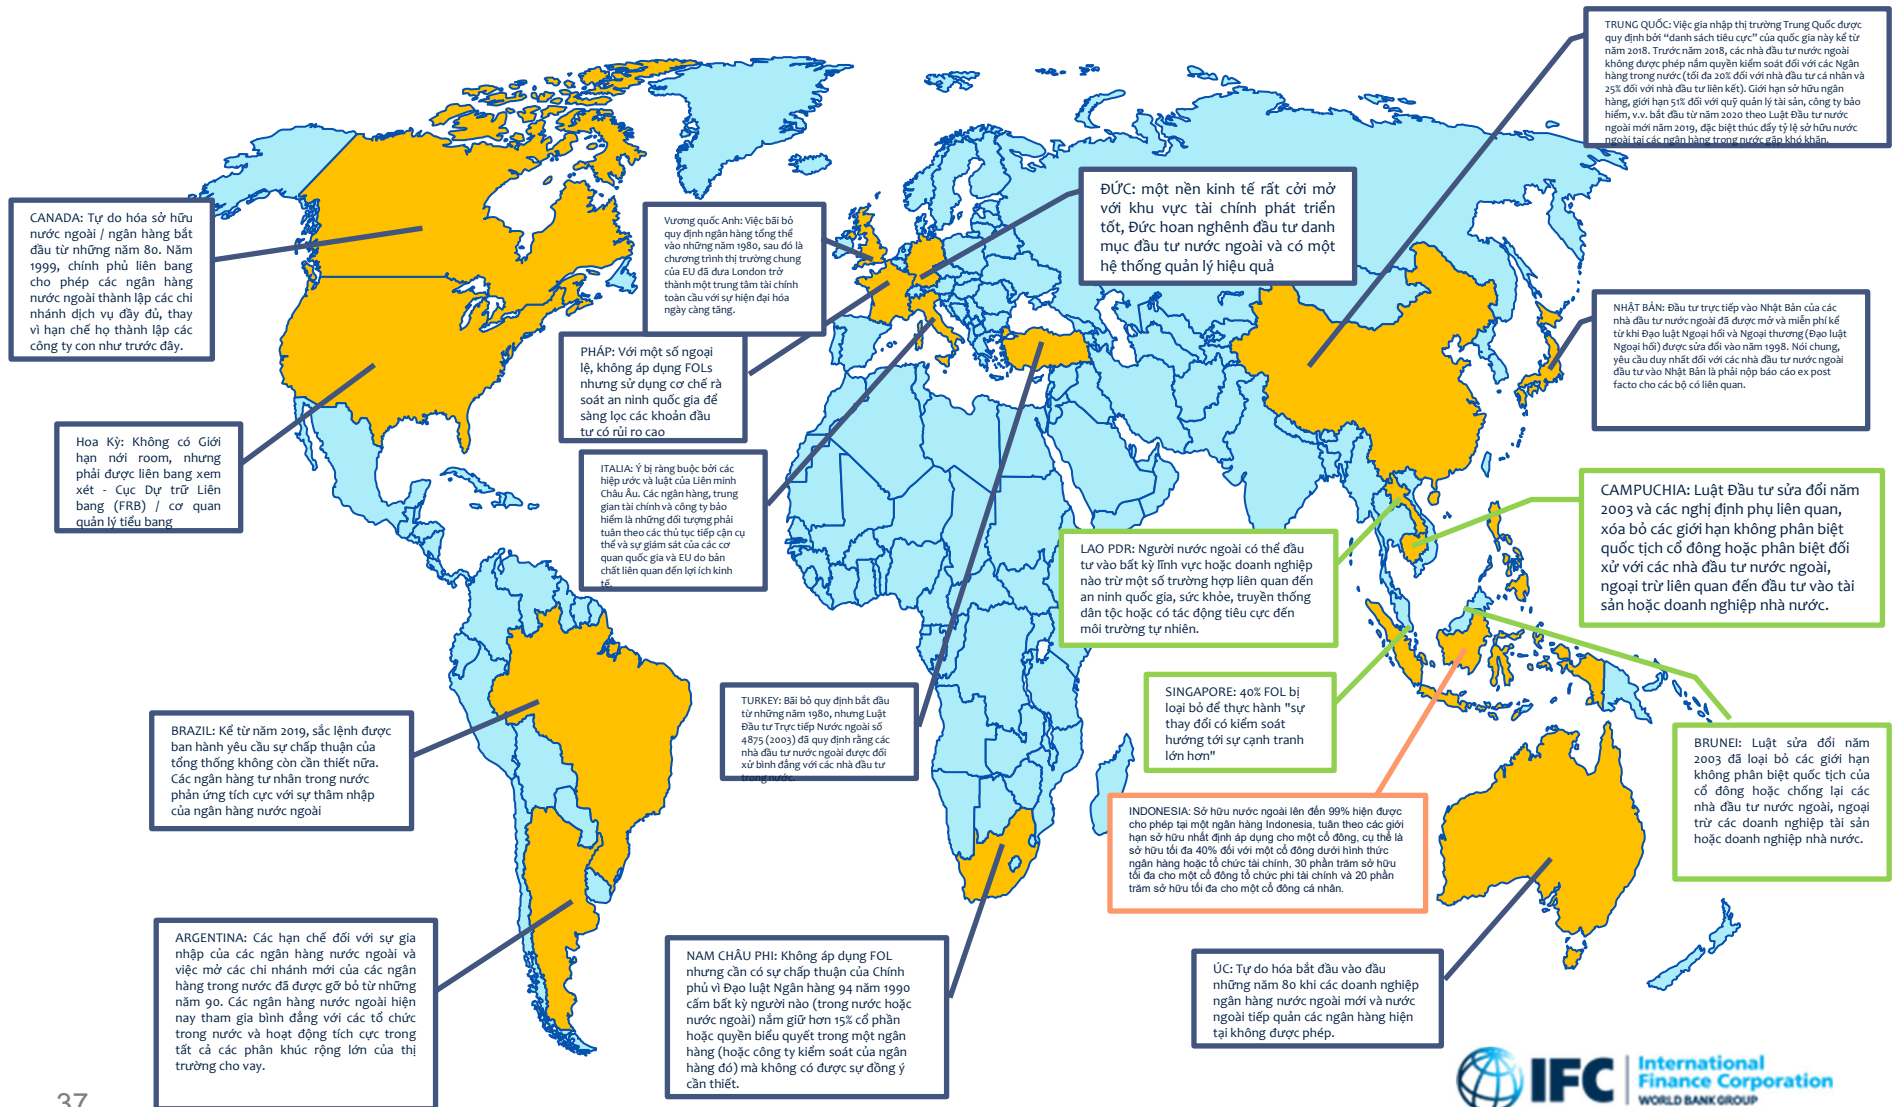 TRUNG QUỐC: Việc gia nhập thị trường Trung Quốc được
quy định bởi “danh sách tiêu cực” của quốc gia này kể từ
năm 2018. Trước năm 2018, các nhà đầu tư nước ngoài
không được phép nắm quyền kiểm soát đối với các Ngân
hàng trong nước (tối đa 20% đối với nhà đầu tư cá nhân và
25% đối với nhà đầu tư liên kết). Giới hạn sở hữu ngân
hàng, giới hạn 51% đối với quỹ quản lý tài sản, công ty bảo
hiểm, v.v. bắt đầu từ năm 2020 theo Luật Đầu tư nước
ngoài mới năm 2019, đặc biệt thúc đẩy tỷ lệ sở hữu nước
ngoài tại các ngân hàng trong nước gặp khó khăn.
ĐỨC: một nền kinh tế rất cởi mở
với khu vực tài chính phát triển
tốt, Đức hoan nghênh đầu tư danh
mục đầu tư nước ngoài và có một
hệ thống quản lý hiệu quả
CANADA: Tự do hóa sở hữu
nước ngoài / ngân hàng bắt
đầu từ những năm 80. Năm
1999, chính phủ liên bang
cho phép các ngân hàng
nước ngoài thành lập các chi
nhánh dịch vụ đầy đủ, thay
vì hạn chế họ thành lập các
công ty con như trước đây.
Vương quốc Anh: Việc bãi bỏ
quy định ngân hàng tổng thể
vào những năm 1980, sau đó là
chương trình thị trường chung
của EU đã đưa London trở
thành một trung tâm tài chính
toàn cầu với sự hiện đại hóa
ngày càng tăng.
NHẬT BẢN: Đầu tư trực tiếp vào Nhật Bản của các
nhà đầu tư nước ngoài đã được mở và miễn phí kể
từ khi Đạo luật Ngoại hối và Ngoại thương (Đạo luật
Ngoại hối) được sửa đổi vào năm 1998. Nói chung,
yêu cầu duy nhất đối với các nhà đầu tư nước ngoài
đầu tư vào Nhật Bản là phải nộp báo cáo ex post
facto cho các bộ có liên quan.
PHÁP: Với một số ngoại
lệ, không áp dụng FOLs
nhưng sử dụng cơ chế rà
soát an ninh quốc gia để
sàng lọc các khoản đầu
tư có rủi ro cao
Hoa Kỳ: Không có Giới
hạn nới room, nhưng
phải được liên bang xem
xét - Cục Dự trữ Liên
bang (FRB) / cơ quan
quản lý tiểu bang
ITALIA: Ý bị ràng buộc bởi các
hiệp ước và luật của Liên minh
Châu Âu. Các ngân hàng, trung
gian tài chính và công ty bảo
hiểm là những đối tượng phải
tuân theo các thủ tục tiếp cận cụ
thể và sự giám sát của các cơ
quan quốc gia và EU do bản
chất liên quan đến lợi ích kinh
tế.
CAMPUCHIA: Luật Đầu tư sửa đổi năm
2003 và các nghị định phụ liên quan,
xóa bỏ các giới hạn không phân biệt
quốc tịch cổ đông hoặc phân biệt đối
xử với các nhà đầu tư nước ngoài,
ngoại trừ liên quan đến đầu tư vào tài
sản hoặc doanh nghiệp nhà nước.
LAO PDR: Người nước ngoài có thể đầu
tư vào bất kỳ lĩnh vực hoặc doanh nghiệp
nào trừ một số trường hợp liên quan đến
an ninh quốc gia, sức khỏe, truyền thống
dân tộc hoặc có tác động tiêu cực đến
môi trường tự nhiên.
SINGAPORE: 40% FOL bị
loại bỏ để thực hành "sự
thay đổi có kiểm soát
hướng tới sự cạnh tranh
lớn hơn"
TURKEY: Bãi bỏ quy định bắt đầu
từ những năm 1980, nhưng Luật
Đầu tư Trực tiếp Nước ngoài số
4875 (2003) đã quy định rằng các
nhà đầu tư nước ngoài được đối
xử bình đẳng với các nhà đầu tư
trong nước.
BRAZIL: Kể từ năm 2019, sắc lệnh được
ban hành yêu cầu sự chấp thuận của
tổng thống không còn cần thiết nữa.
Các ngân hàng tư nhân trong nước
phản ứng tích cực với sự thâm nhập
của ngân hàng nước ngoài
BRUNEI: Luật sửa đổi năm
2003 đã loại bỏ các giới hạn
không phân biệt quốc tịch của
cổ đông hoặc chống lại các
nhà đầu tư nước ngoài, ngoại
trừ các doanh nghiệp tài sản
hoặc doanh nghiệp nhà nước.
INDONESIA: Sở hữu nước ngoài lên đến 99% hiện được
cho phép tại một ngân hàng Indonesia, tuân theo các giới
hạn sở hữu nhất định áp dụng cho một cổ đông, cụ thể là
sở hữu tối đa 40% đối với một cổ đông dưới hình thức
ngân hàng hoặc tổ chức tài chính, 30 phần trăm sở hữu
tối đa cho một cổ đông tổ chức phi tài chính và 20 phần
trăm sở hữu tối đa cho một cổ đông cá nhân.
ARGENTINA: Các hạn chế đối với sự gia
nhập của các ngân hàng nước ngoài và
việc mở các chi nhánh mới của các ngân
hàng trong nước đã được gỡ bỏ từ những
năm 90. Các ngân hàng nước ngoài hiện
nay tham gia bình đẳng với các tổ chức
trong nước và hoạt động tích cực trong
tất cả các phân khúc rộng lớn của thị
trường cho vay.
NAM CHÂU PHI: Không áp dụng FOL
nhưng cần có sự chấp thuận của Chính
phủ vì Đạo luật Ngân hàng 94 năm 1990
cấm bất kỳ người nào (trong nước hoặc
nước ngoài) nắm giữ hơn 15% cổ phần
hoặc quyền biểu quyết trong một ngân
hàng (hoặc công ty kiểm soát của ngân
hàng đó) mà không có được sự đồng ý
cần thiết.
ÚC: Tự do hóa bắt đầu vào đầu
những năm 80 khi các doanh nghiệp
ngân hàng nước ngoài mới và nước
ngoài tiếp quản các ngân hàng hiện
tại không được phép.
37
IFC
International
Finance Corporation
WORLD BANK GROUP